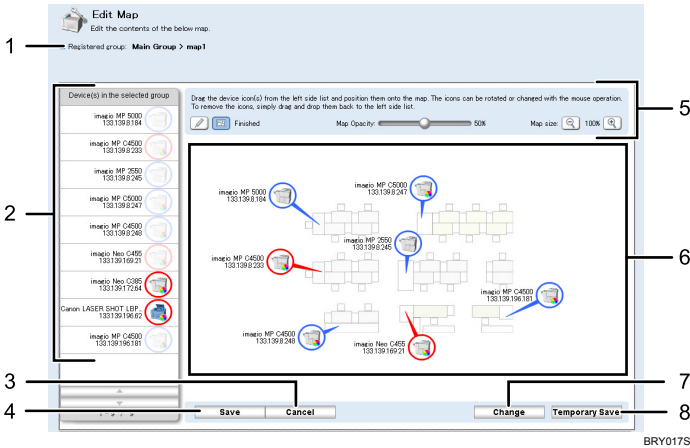 Edit Map
Edit the contents of the below map.
1
Registered group: Main Group > map1
2
Device(s) in the selected group
imagio MP 5000
133.139.8.184
imagio MP C4500
133.139.8.233
imagio MP 2550
133.139.8.245
imagio MP C5000
133.139.8.247
imagio MP C4500
133.139.8.248
imagio Neo C455
133.139.169.21
imagio Neo C385
133.139.172.64
Canon LASER SHOT LBP...
133.139.196.62
imagio MP C4500
133.139.196.181
Drag the device icon(s) from the left side list and position them onto the map. The icons can be rotated or changed with the mouse operation.
To remove the icons, simply drag and drop them back to the left side list.
Finished
Map Opacity:
50%
Map size:
100%
5
imagio MP 5000
133.139.8.184
imagio MP C5000
133.139.8.247
imagio MP 2550
133.139.8.245
imagio MP C4500
133.139.8.233
imagio MP C4500
133.139.196.181
imagio MP C4500
133.139.8.248
imagio Neo C455
133.139.169.21
6
3
7
4
Save
Cancel
Change
Temporary Save
8
BRY017S